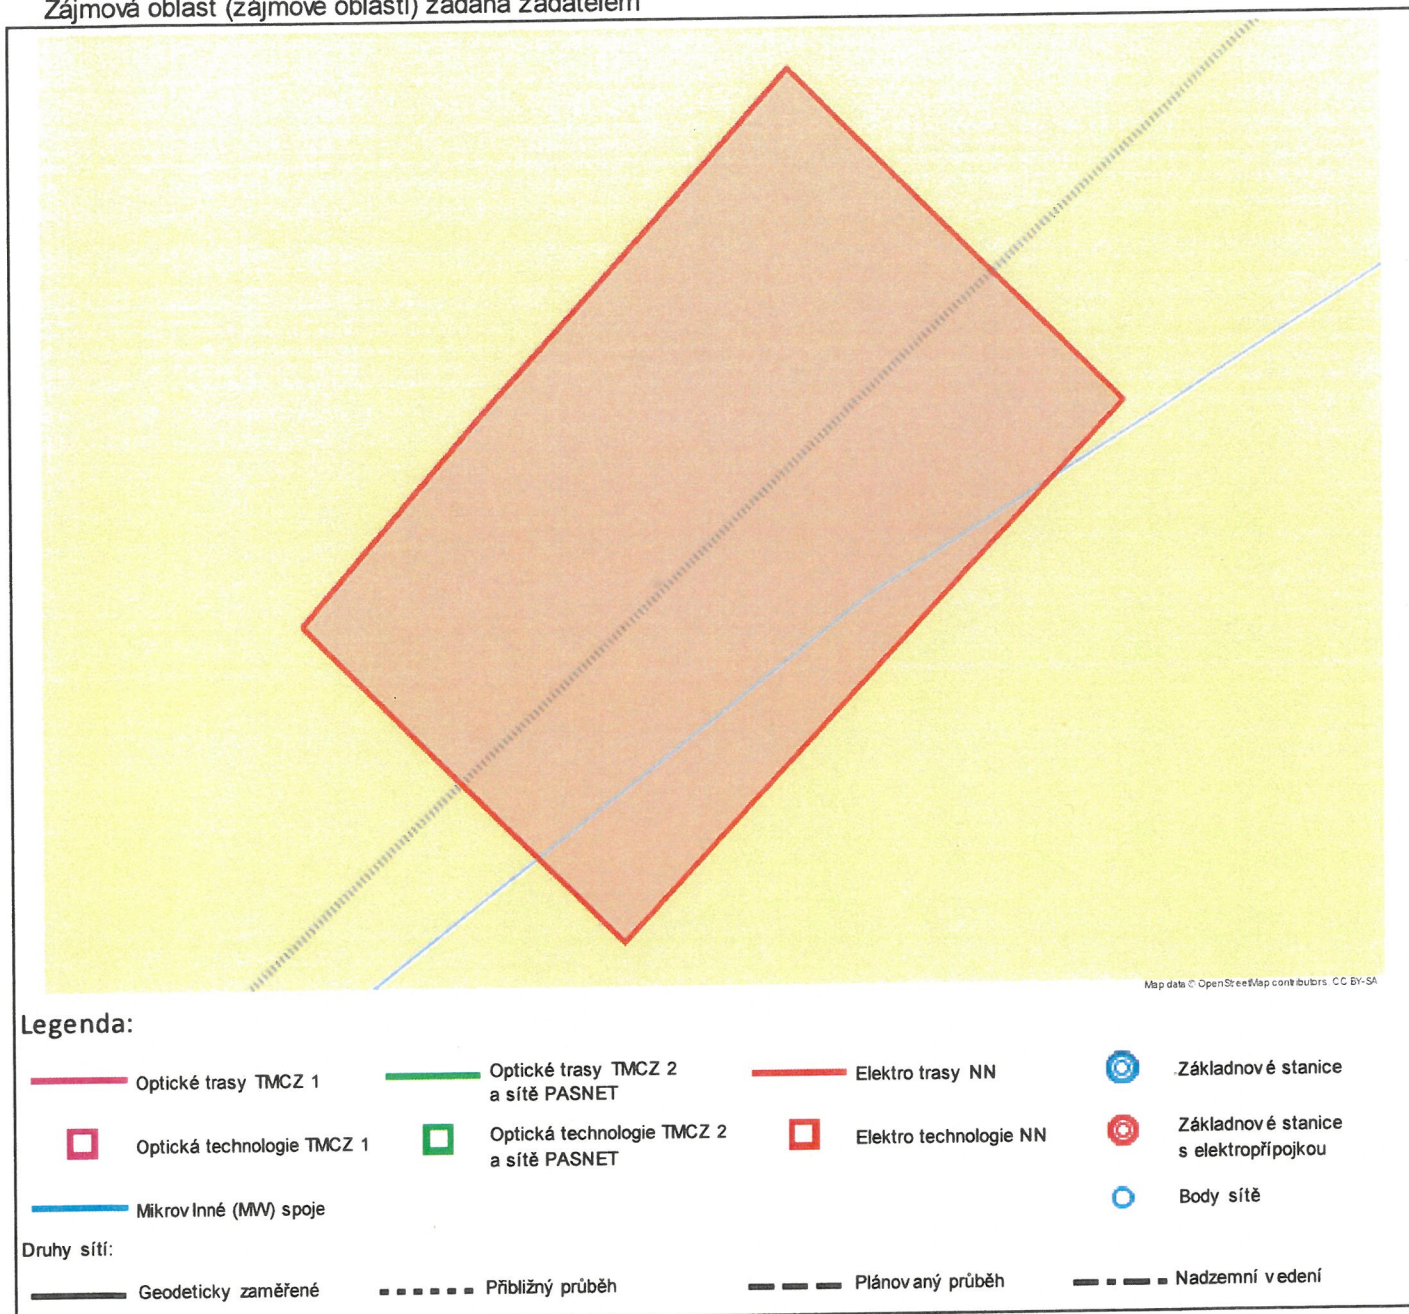 Zájmová oblast (zájmové oblasti) zadaná žadatelem
Map data © OpenStreetMap contributors, CC BY-SA
Legenda:
Optické trasy TMCZ 1
Optické trasy TMCZ 2
a sítě PASNET
Elektro trasy NN
Základnové stanice
Optická technologie TMCZ 1
Optická technologie TMCZ 2
a sítě PASNET
Elektro technologie NN
Základnové stanice
s elektropřípojkou
Mikrovlnné (MW) spoje
Body sítě
Druhy sítí:
Geodeticky zaměřené
Přibližný průběh
Plánovaný průběh
Nadzemní vedení